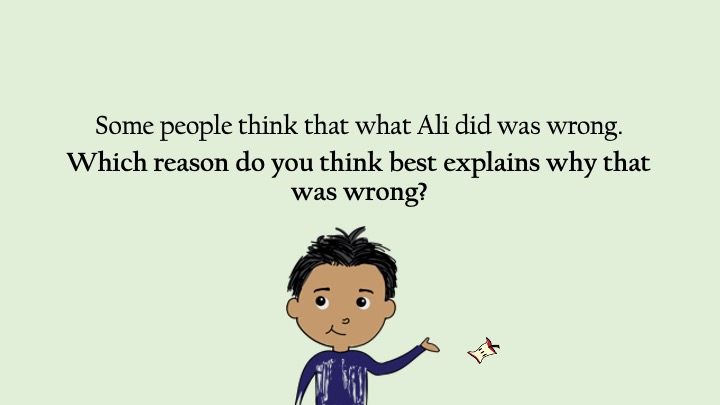 Some people think that what Ali did was wrong.
Which reason do you think best explains why that
was wrong?